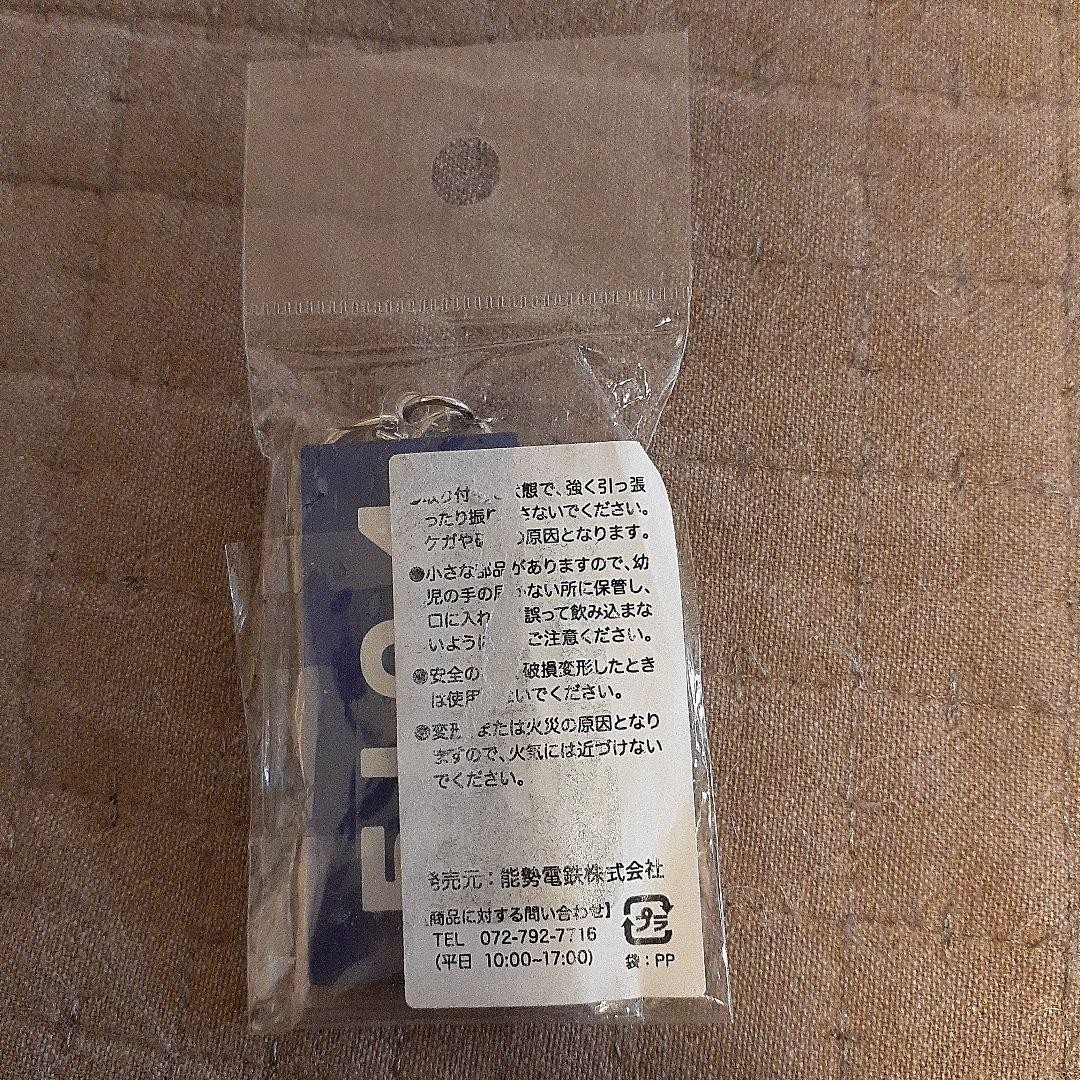 態で、強く引っ張
ったり振 さないでください。
ケガや 原因となります。
●小さな部品がありますので、幼
児の手の ない所に保管し、
口に入れ 誤って飲み込まな
いように ご注意ください。
●安全の 破損変形したとき
は使用 ないでください。
●変形 または火災の原因となり
ますので、火気には近づけない
でください。
発売元：能勢電鉄株式会社
商品に対する問い合わせ】
TEL 072-792-7716
(平日 10:00~17:00)
プラ
袋：PP